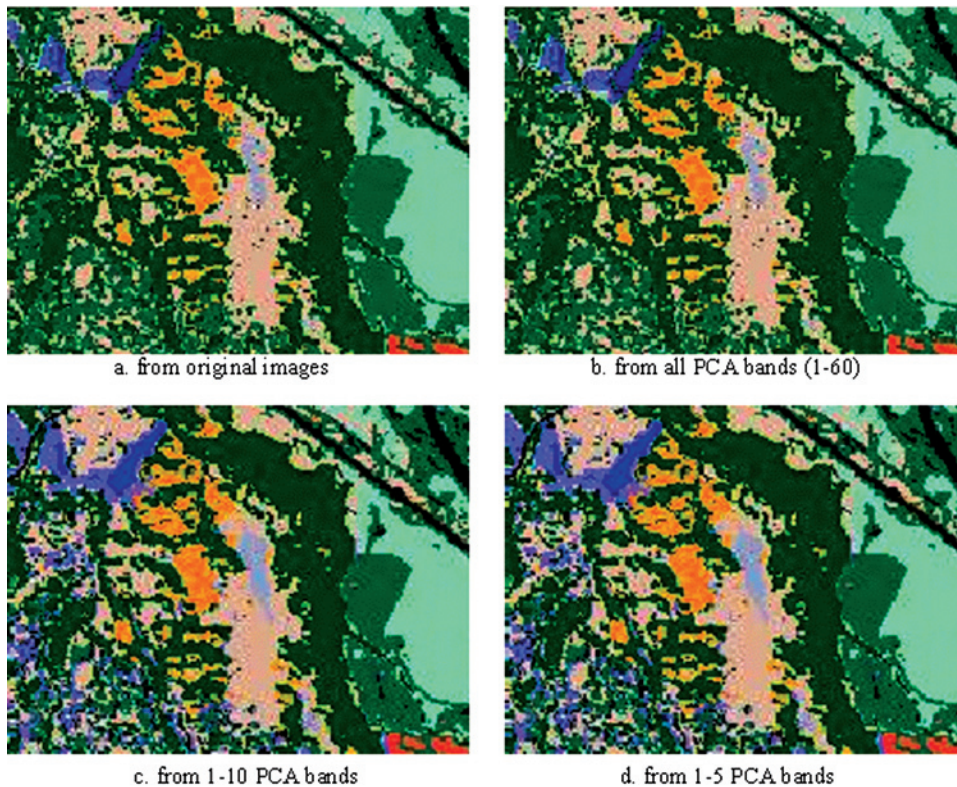 a. from original images
b. from all PCA bands (1-60)
c. from 1-10 PCA bands
d. from 1-5 PCA bands